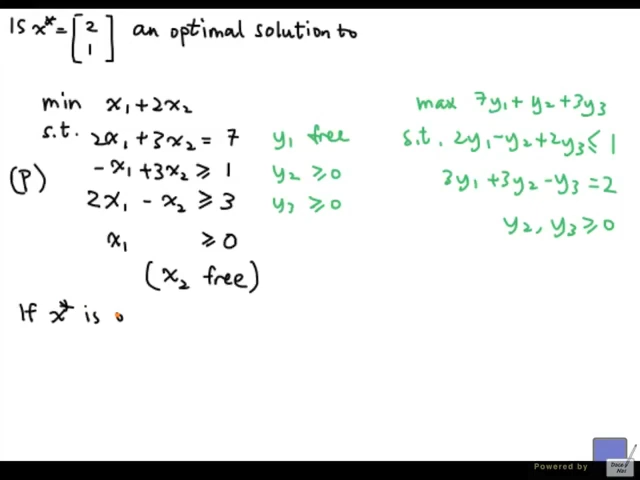 Is x* = [2 1] an optimal solution to
min x₁ + 2x₂
s.t. 2x₁ + 3x₂ = 7 y₁ free
-x₁ + 3x₂ ≥ 1 y₂ ≥ 0
(P) 2x₁ - x₂ ≥ 3 y₃ ≥ 0
x₁ ≥ 0
(x₂ free)
max 7y₁ + y₂ + 3y₃
s.t. 2y₁ - y₂ + 2y₃ ≤ 1
3y₁ + 3y₂ - y₃ = 2
y₂, y₃ ≥ 0
If x* is
Powered by